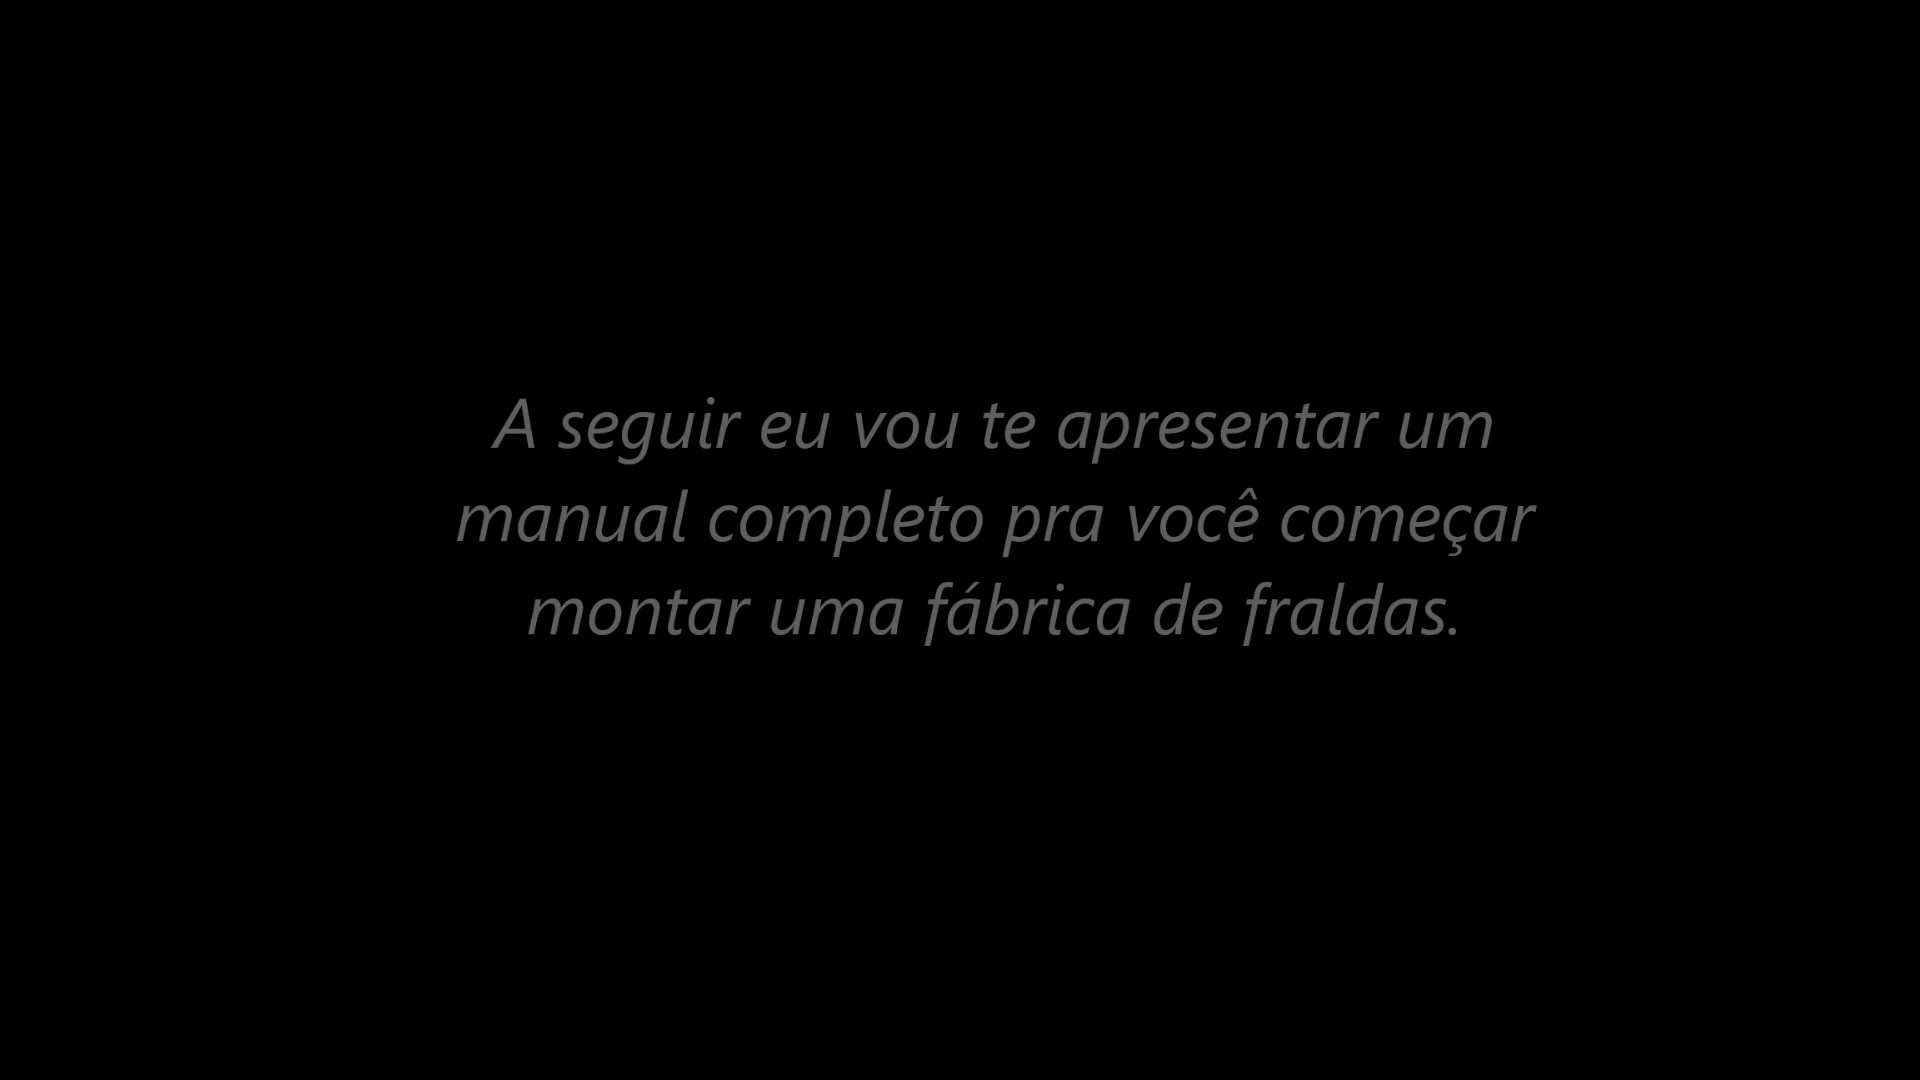 A seguir eu vou te apresentar um
manual completo pra você começar
montar uma fábrica de fraldas.